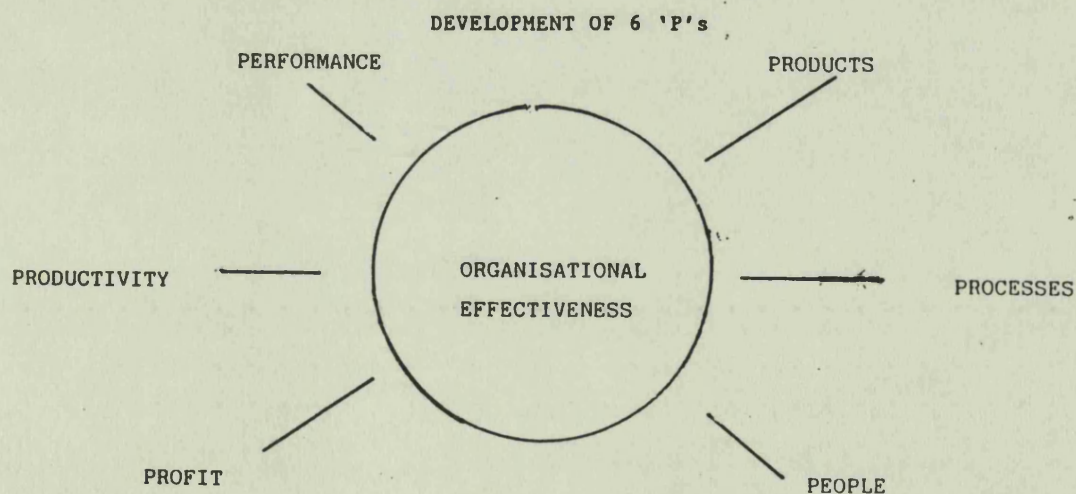 DEVELOPMENT OF 6 'P's
PERFORMANCE
PRODUCTS
PRODUCTIVITY
ORGANISATIONAL
EFFECTIVENESS
PROCESSES
PROFIT
PEOPLE